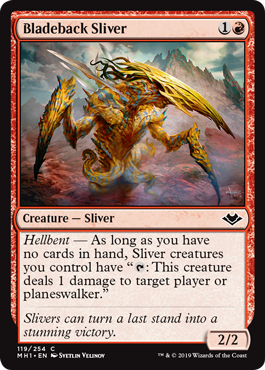 Bladeback Sliver 1
Creature — Sliver
Hellbent — As long as you have
no cards in hand, Sliver creatures
you control have “T: This creature
deals 1 damage to target player or
planeswalker.”
Slivers can turn a last stand into a
stunning victory.
2/2
119/254 C
MH1 • EN SVETLIN VELINOV
™ & © 2019 Wizards of the Coast